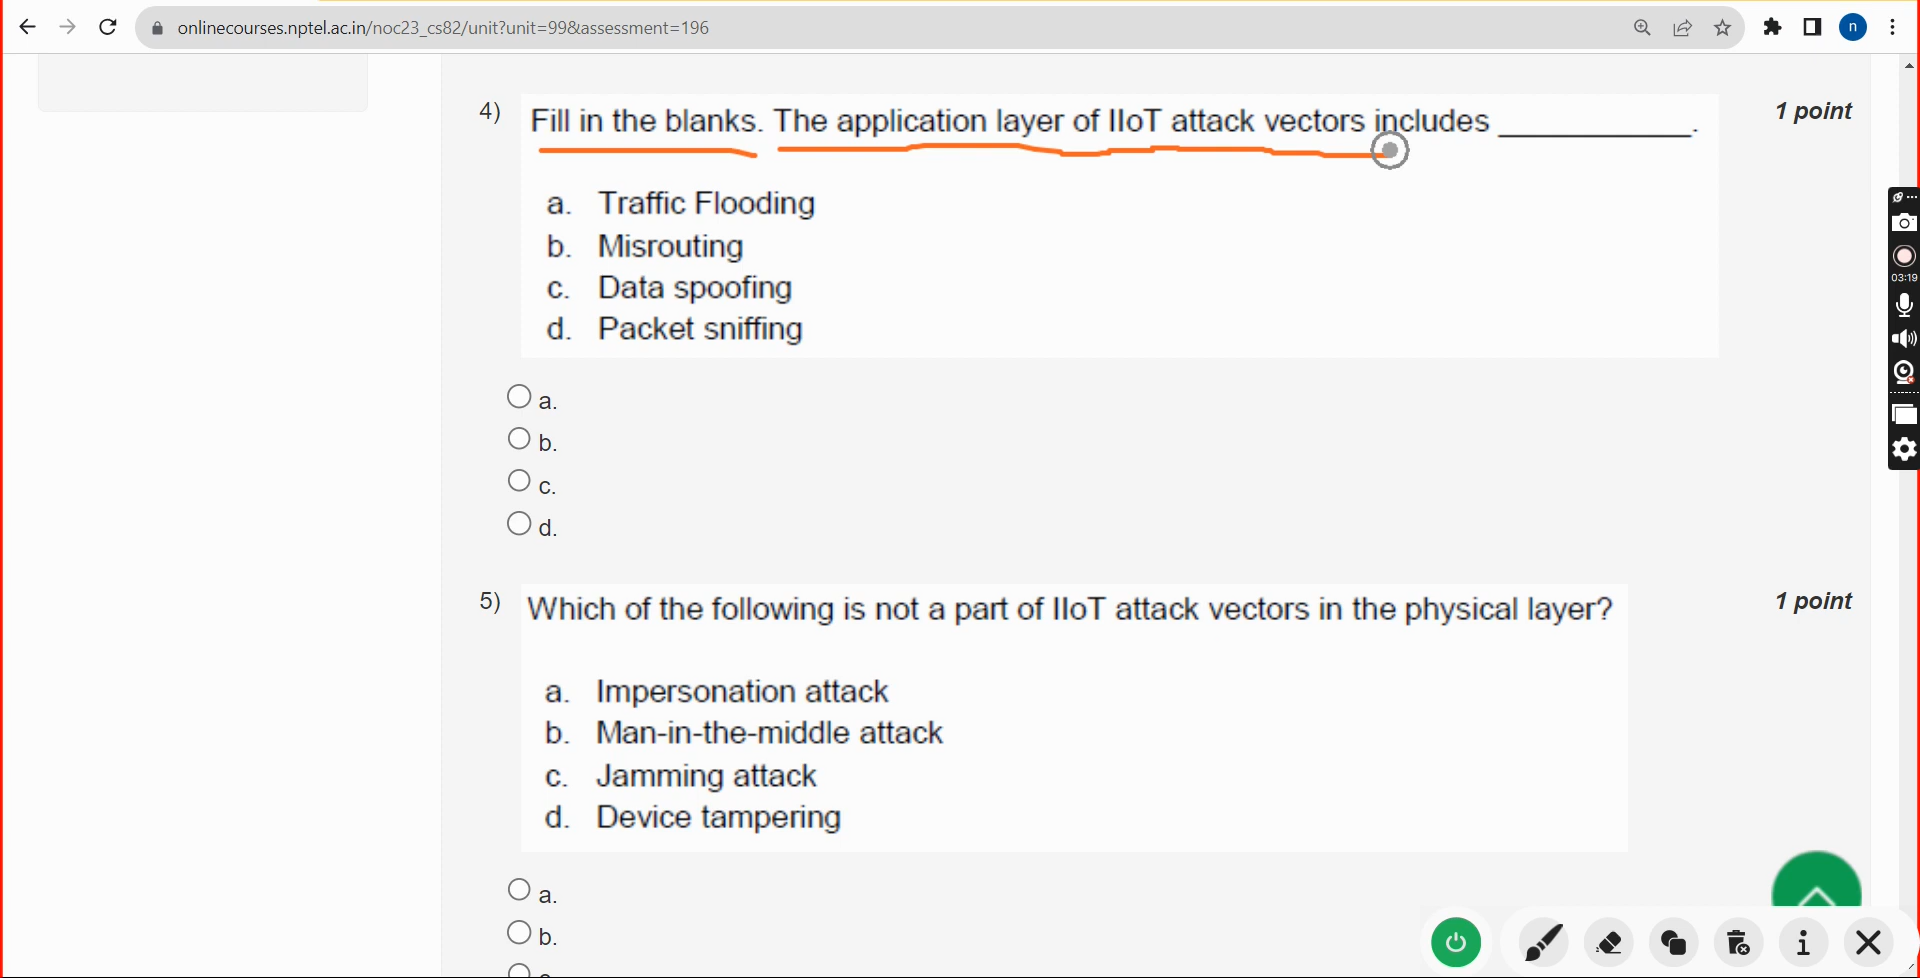 onlinecourses.nptel.ac.in/noc23_cs82/unit?unit=99&assessment=196
n
4) Fill in the blanks. The application layer of IIoT attack vectors includes ____________. 1 point
a. Traffic Flooding
b. Misrouting
c. Data spoofing
d. Packet sniffing
03:19
a.
b.
c.
d.
5) Which of the following is not a part of IIoT attack vectors in the physical layer? 1 point
a. Impersonation attack
b. Man-in-the-middle attack
c. Jamming attack
d. Device tampering
a.
b.